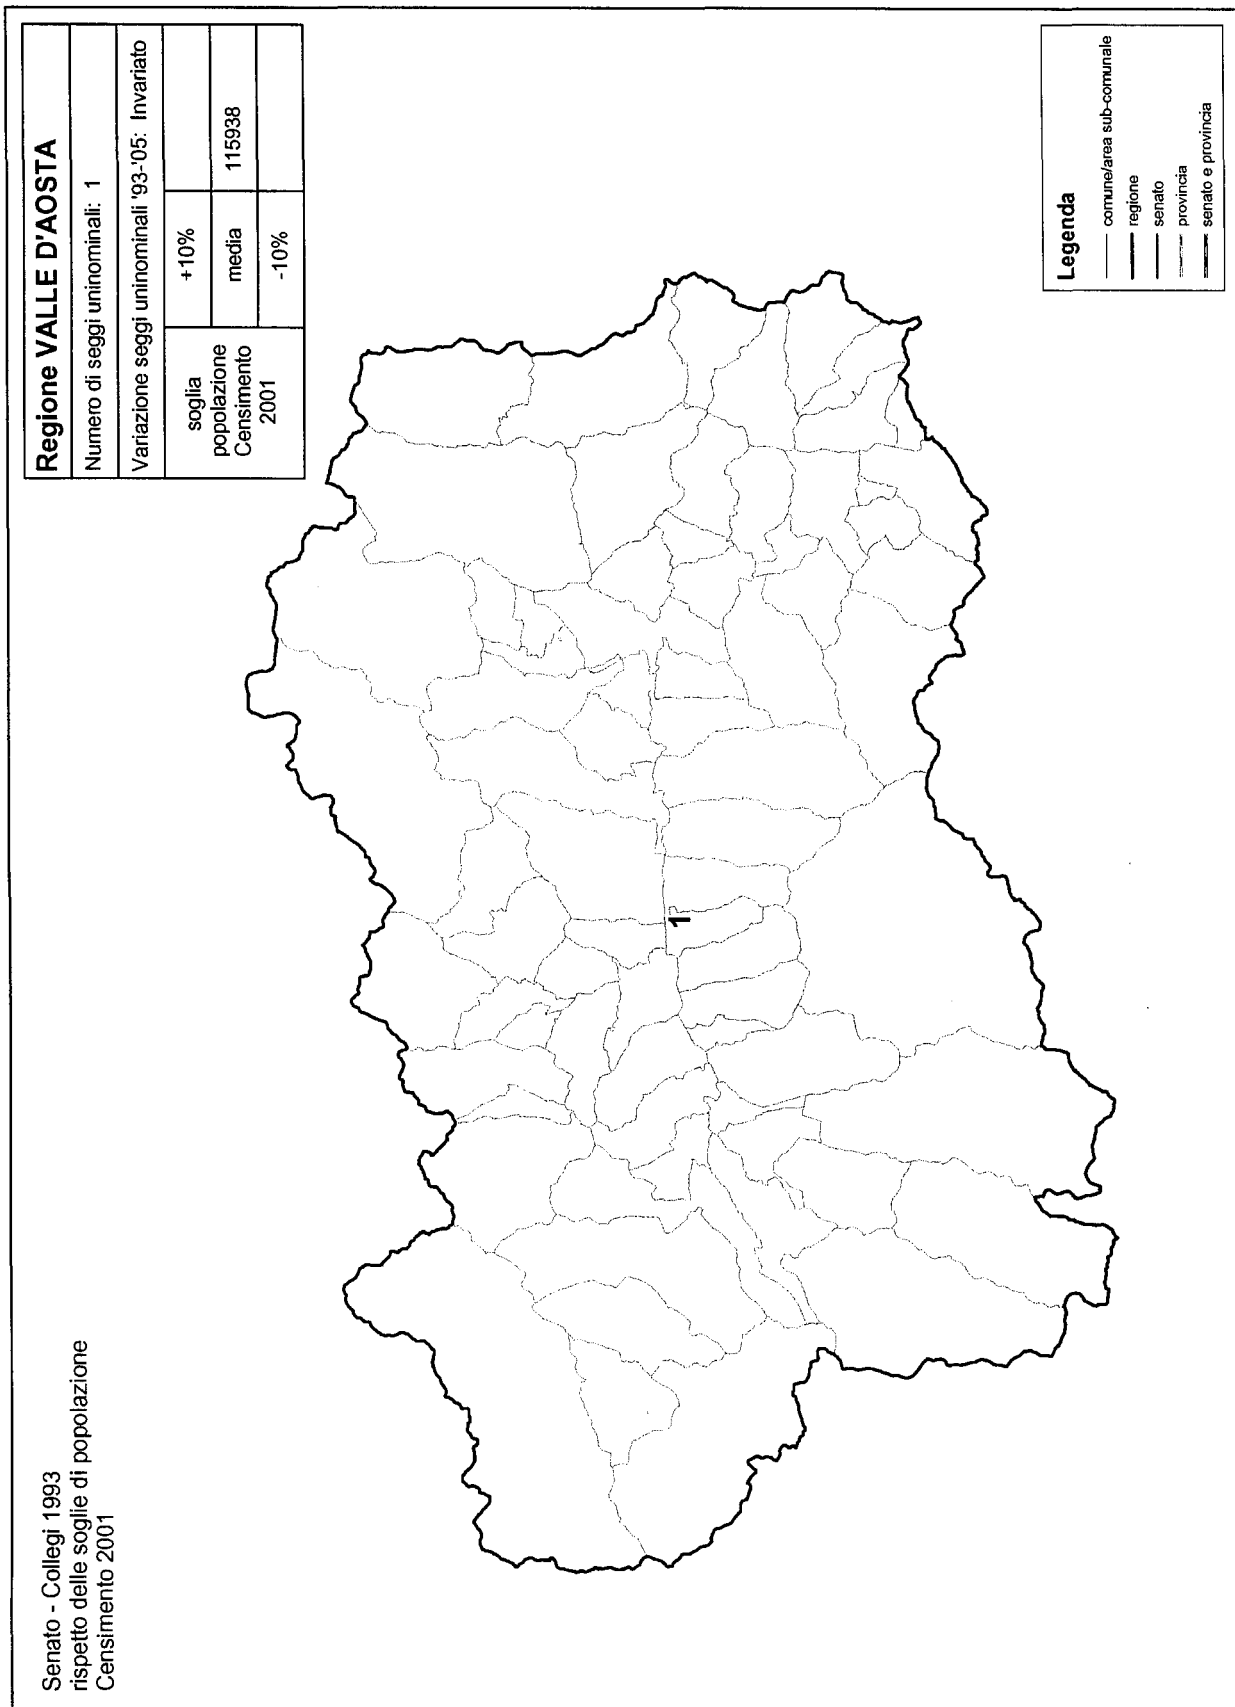 Senato - Collegi 1993
rispetto delle soglie di popolazione
Censimento 2001
Regione VALLE D'AOSTA
Numero di seggi uninominali: 1
Variazione seggi uninominali '93-'05: Invariato
soglia
popolazione
Censimento
2001
+10%
media 115938
-10%
1
Legenda
comune/area sub-comunale
regione
senato
provincia
senato e provincia